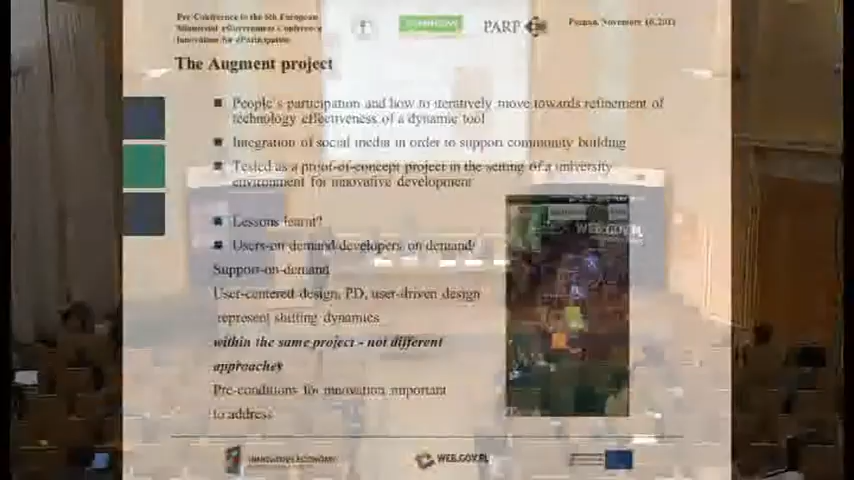 Pre-Conference to the 6th European
Ministerial eGovernment Conference
Innovation for eParticipation
PARP
Poznan, November 16, 2011
The Augment project
People's participation and how to iteratively move towards refinement of
technology effectiveness of a dynamic tool
Integration of social media in order to support community building
Tested as a proof-of-concept project in the setting of a university
environment for innovative development
Lessons learnt?
Users-on-demand/developers on demand/
Support-on-demand
User-centered design, PD, user-driven design
represent shifting dynamics
within the same project - not different
approaches
Pre-conditions for innovation important
to address
WEB.GOV.PL
INNOVATIVE ECONOMY
WEB.GOV.PL